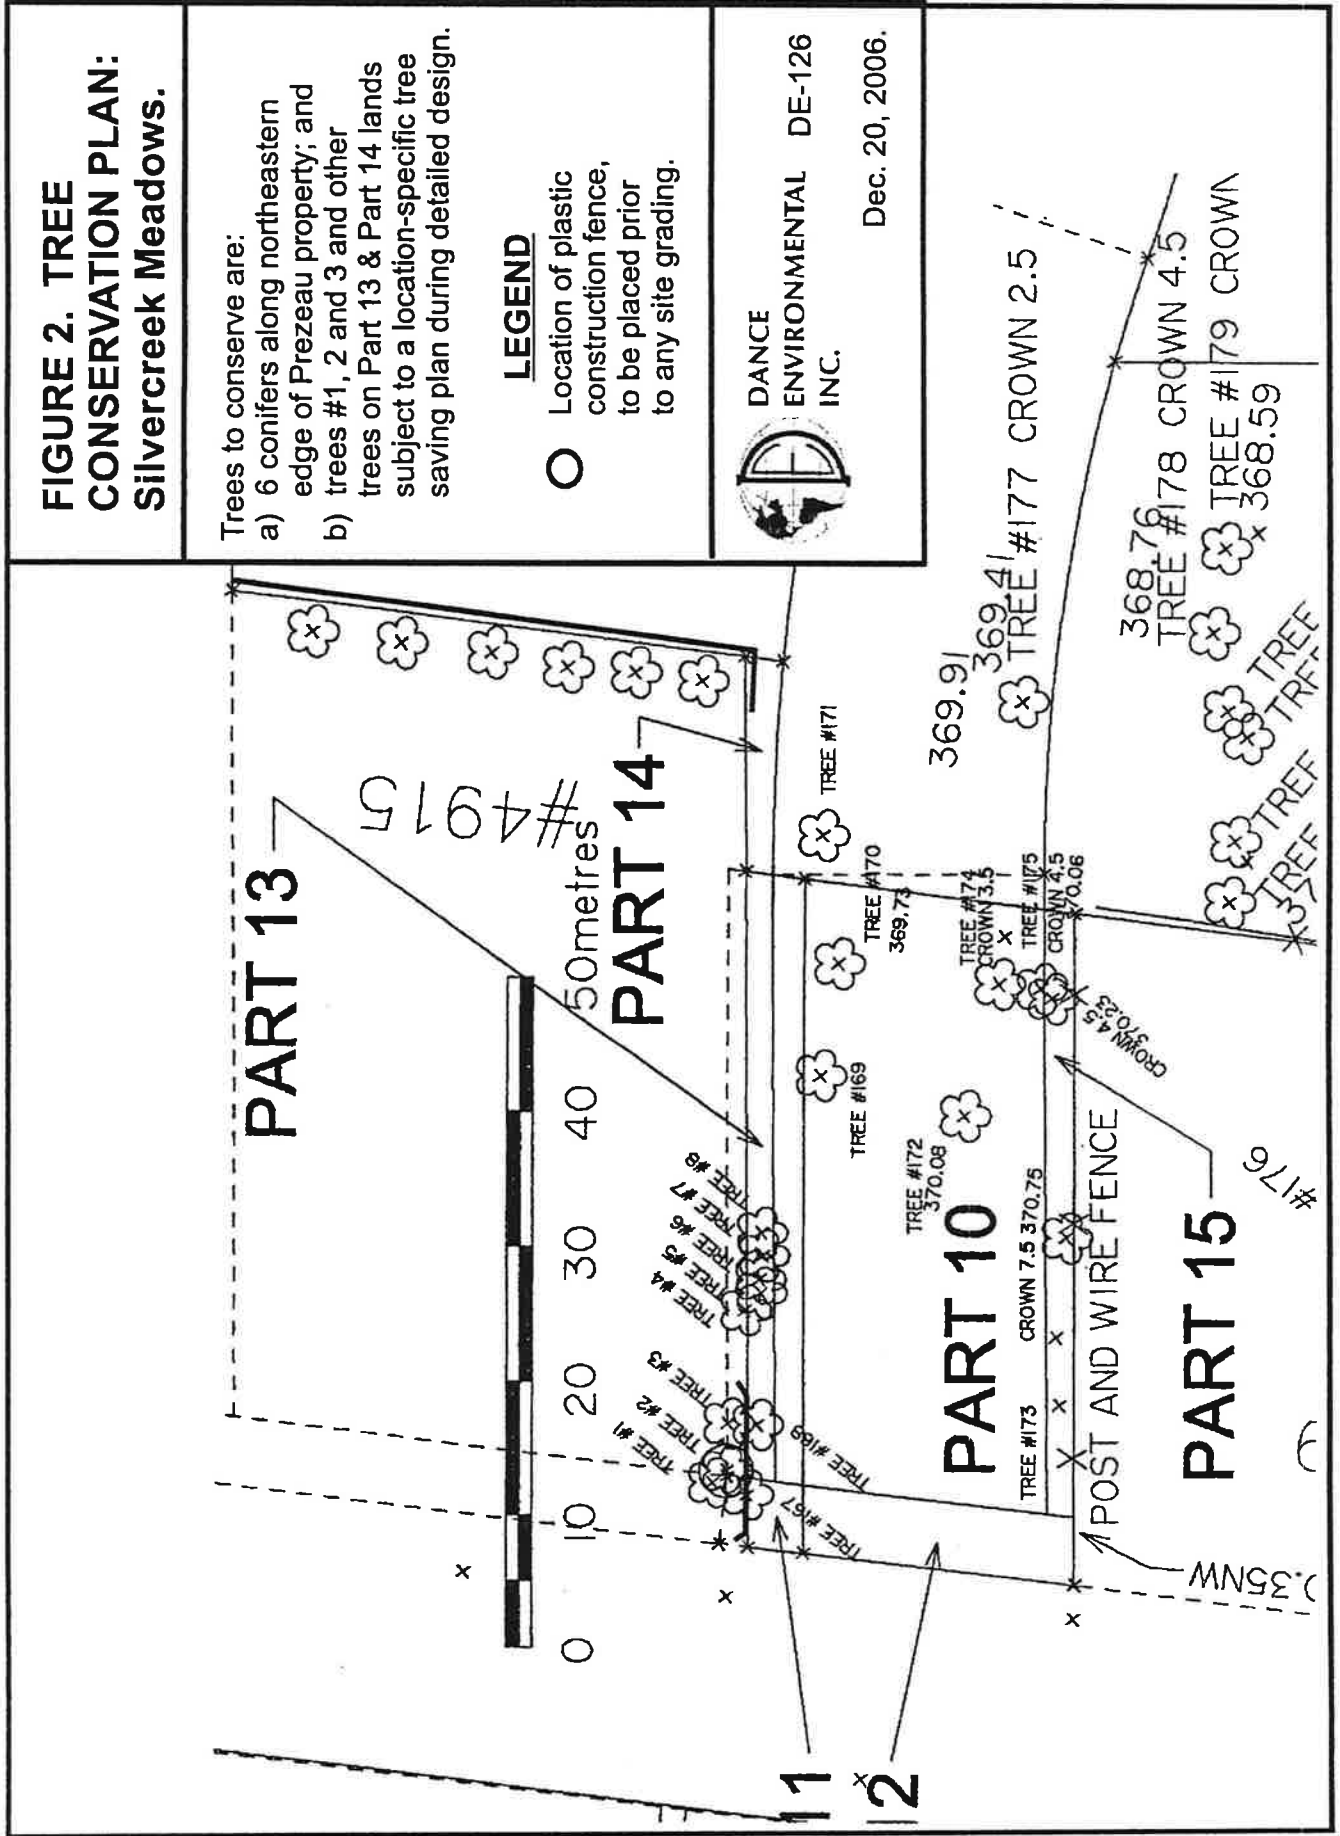 FIGURE 2. TREE
CONSERVATION PLAN:
Silvercreek Meadows.
Trees to conserve are:
a) 6 conifers along northeastern
edge of Prezeau property; and
b) trees #1, 2 and 3 and other
trees on Part 13 & Part 14 lands
subject to a location-specific tree
saving plan during detailed design.
LEGEND
Location of plastic
construction fence,
to be placed prior
to any site grading.
DANCE
ENVIRONMENTAL DE-126
INC.
Dec. 20, 2006.
PART 13
#4915
0 10 20 30 40 50metres
PART 14
TREE #1
TREE #2
TREE #3
TREE #4
TREE #5
TREE #6
TREE #7
TREE #8
TREE #167
TREE #168
TREE #171
TREE #169
TREE #170
369.73
TREE #172
370.08
PART 10
TREE #174
CROWN 3.5
TREE #175
CROWN 4.5
370.06
CROWN 4.5
370.23
TREE #173 CROWN 7.5 370.75
POST AND WIRE FENCE
PART 15
#176
369.91
369.41
TREE #177 CROWN 2.5
368.76
TREE #178 CROWN 4.5
TREE #179 CROWN
368.59
TREE
TREE
TREE
TREE
11
12